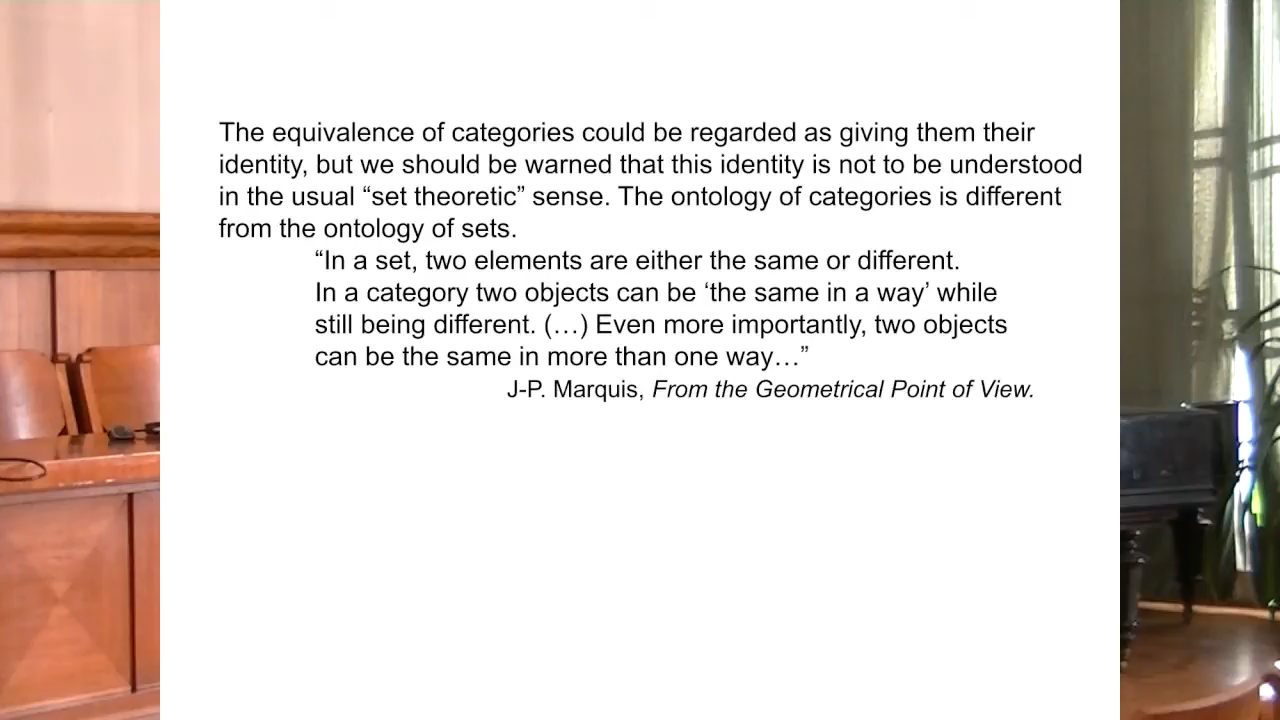 The equivalence of categories could be regarded as giving them their
identity, but we should be warned that this identity is not to be understood
in the usual “set theoretic” sense. The ontology of categories is different
from the ontology of sets.
“In a set, two elements are either the same or different.
In a category two objects can be ‘the same in a way’ while
still being different. (…) Even more importantly, two objects
can be the same in more than one way…”
J-P. Marquis, From the Geometrical Point of View.